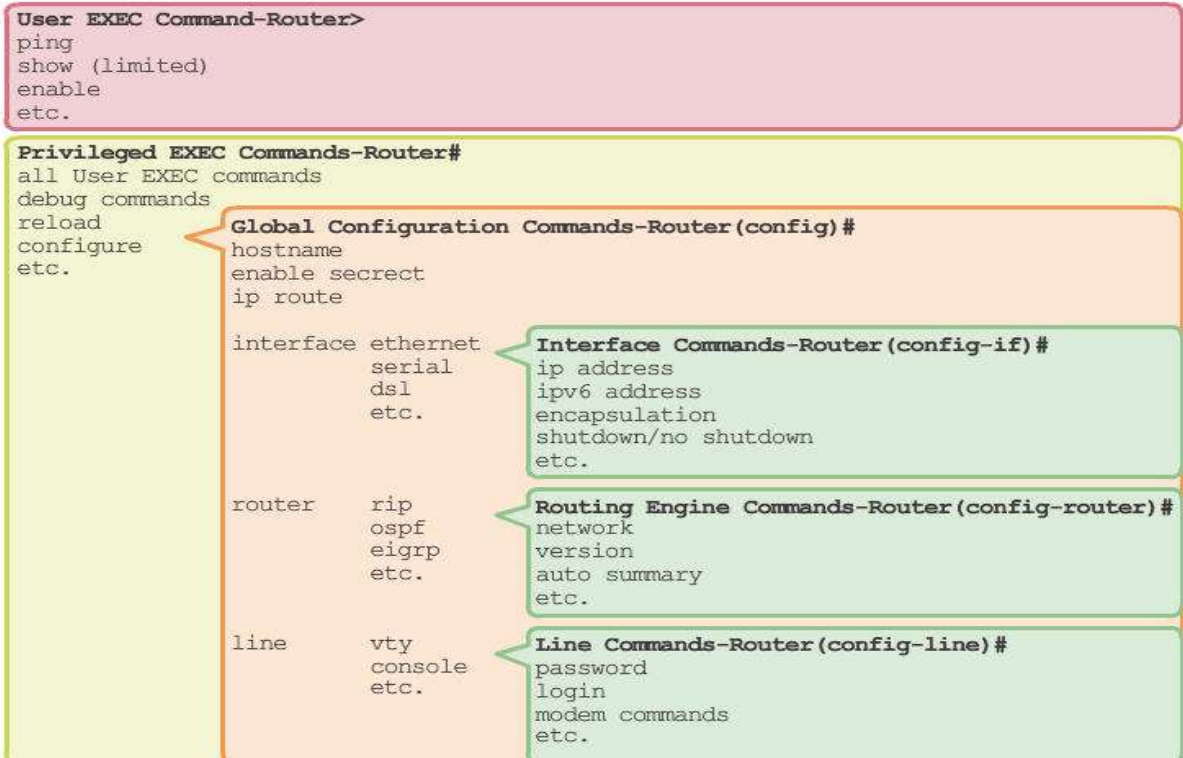 User EXEC Command-Router>
ping
show (limited)
enable
etc.
Privileged EXEC Commands-Router#
all User EXEC commands
debug commands
reload
configure
etc.
Global Configuration Commands-Router(config)#
hostname
enable secrect
ip route
interface ethernet
serial
dsl
etc.
Interface Commands-Router(config-if)#
ip address
ipv6 address
encapsulation
shutdown/no shutdown
etc.
router rip
ospf
eigrp
etc.
Routing Engine Commands-Router(config-router)#
network
version
auto summary
etc.
line vty
console
etc.
Line Commands-Router(config-line)#
password
login
modem commands
etc.